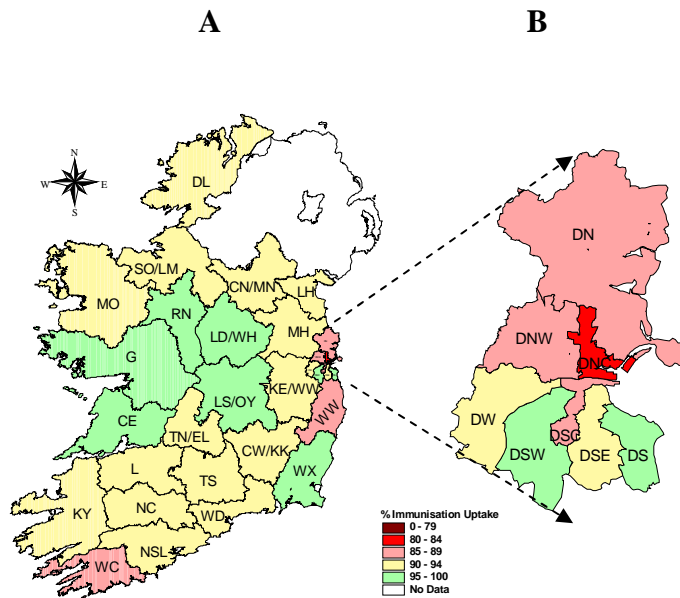 A B
N
W E
S
DL
SO/LM
CN/MN
LH
MO
RN
LD/WH
MH
G
LS/OY
KE/WW
WW
CE
TN/EL
CW/KK
L
TS
WX
KY
NC
WD
NSL
WC
DN
DNW
DNC
DW
DSW
DSC
DSE
DS
% Immunisation Uptake
0 - 79
80 - 84
85 - 89
90 - 94
95 - 100
No Data